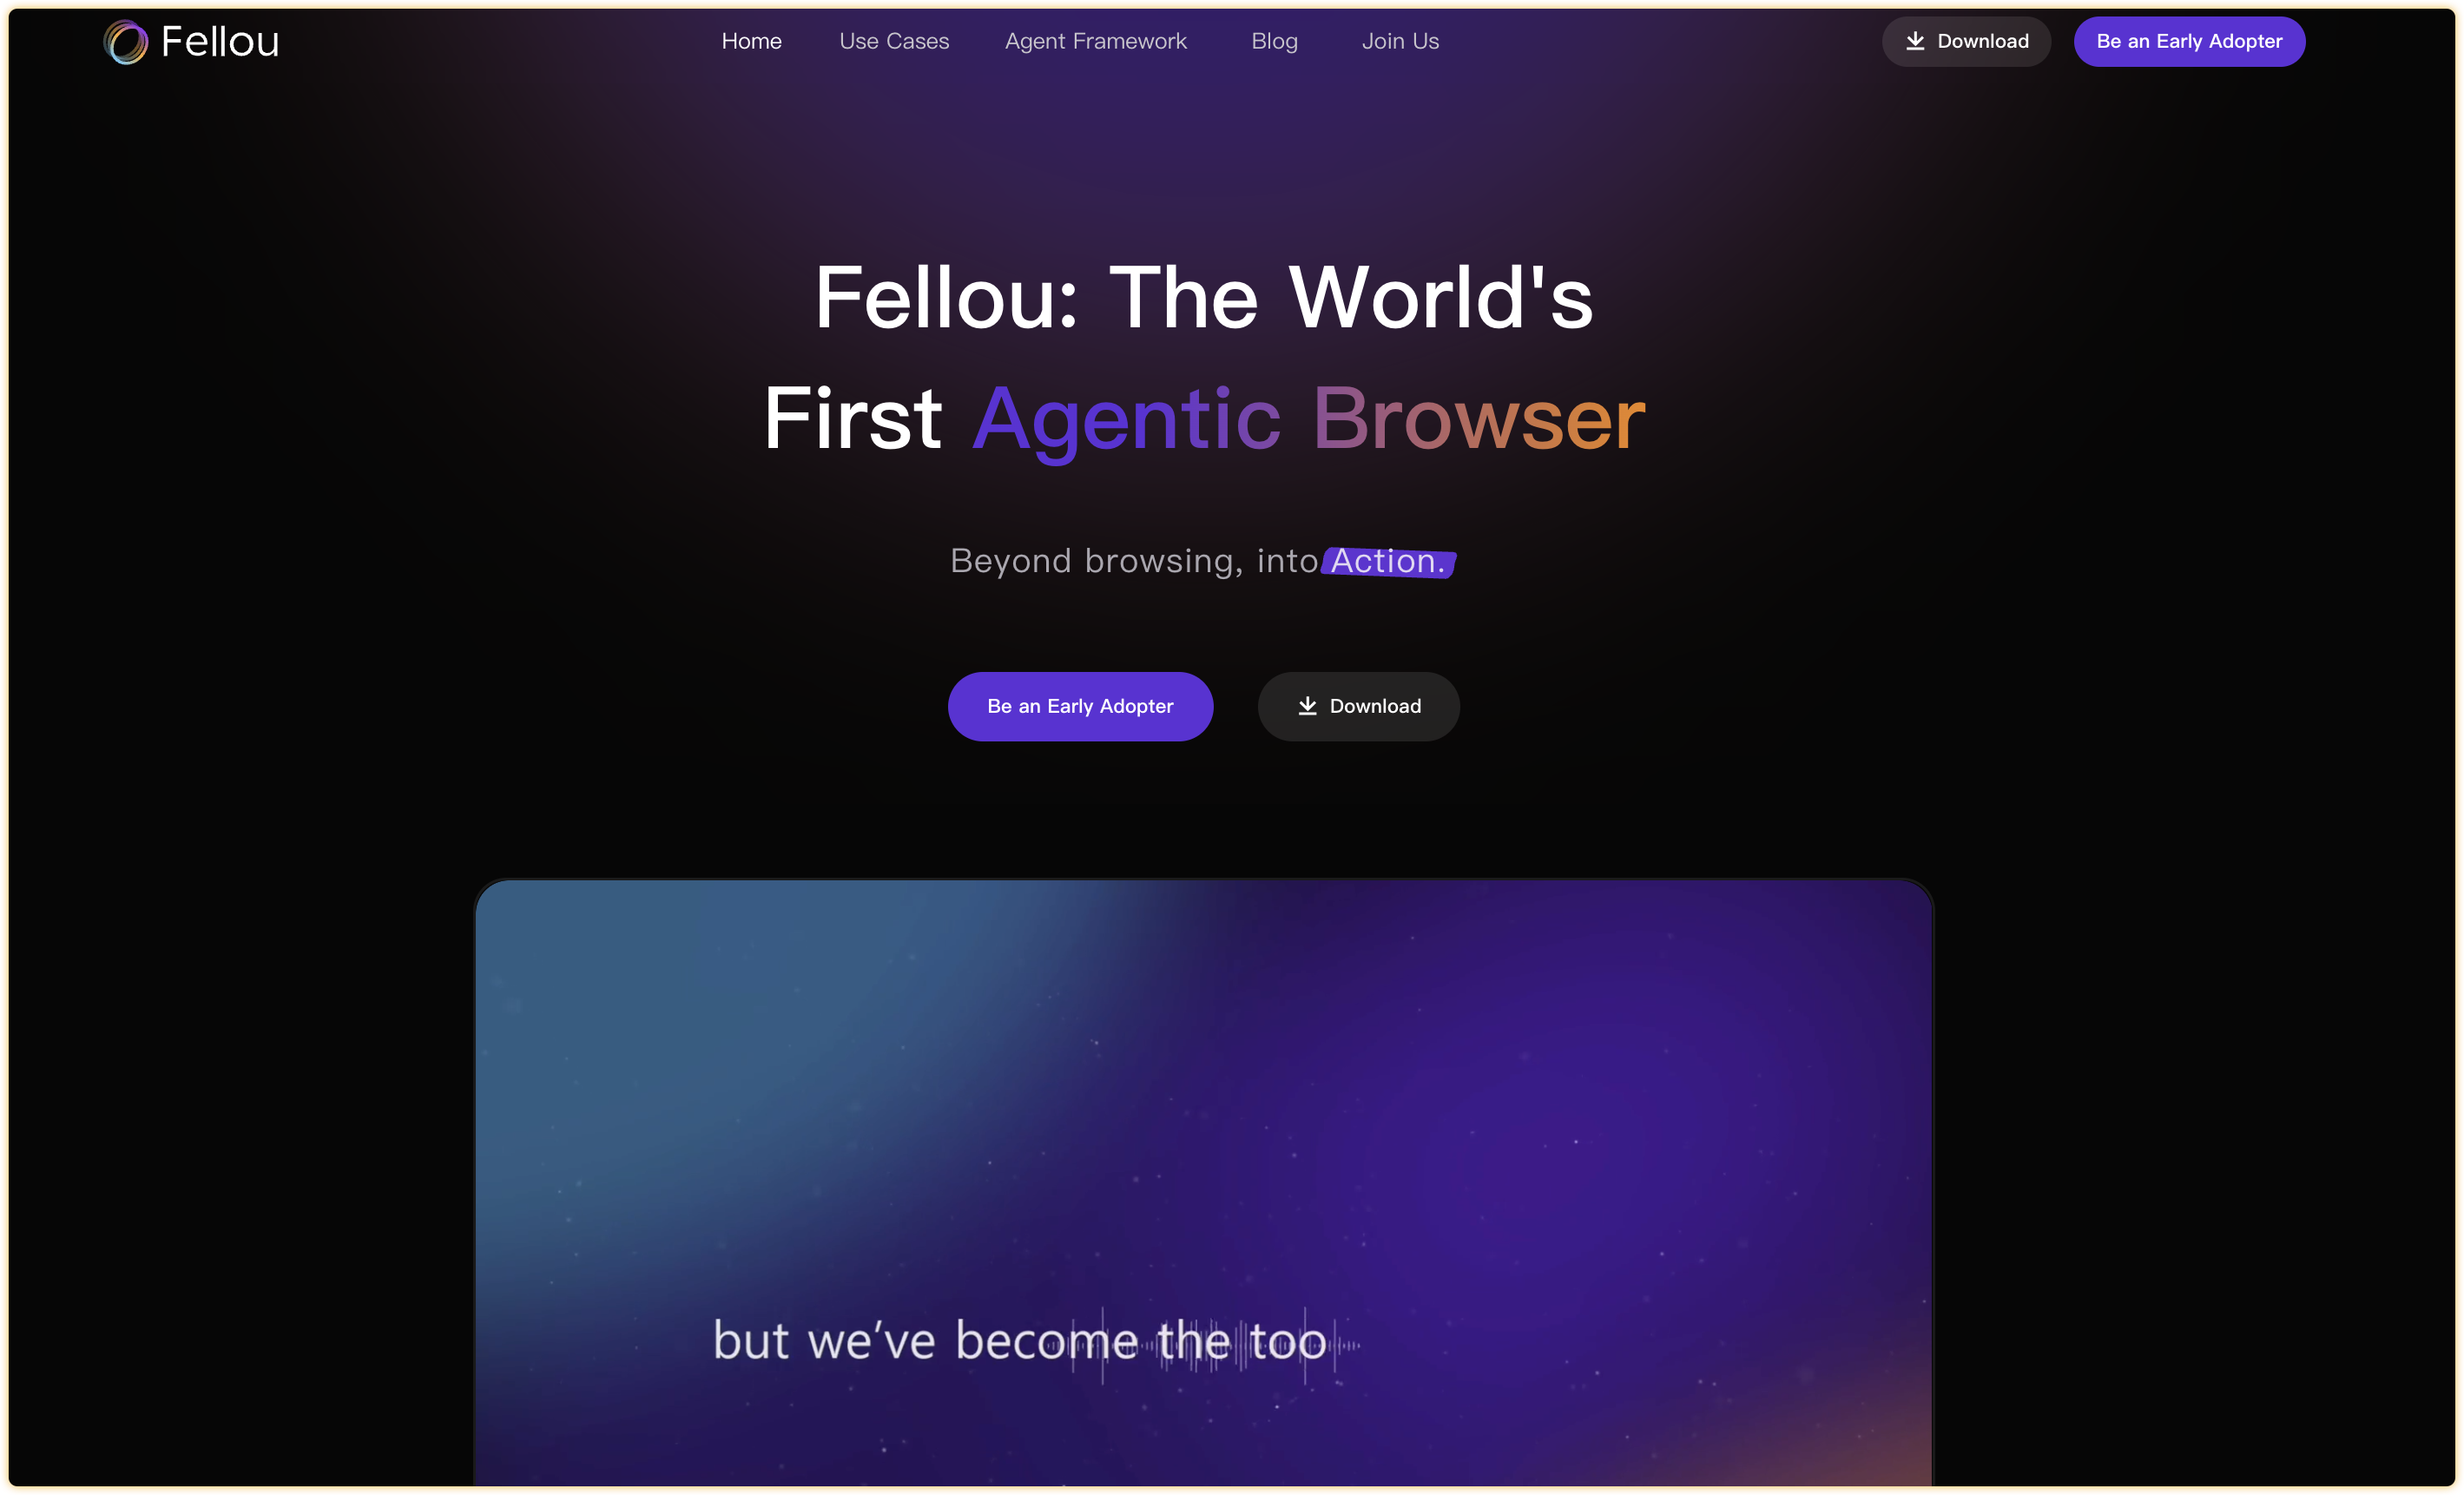 Fellou
Home Use Cases Agent Framework Blog Join Us
Download Be an Early Adopter
Fellou: The World's
First Agentic Browser
Beyond browsing, into Action.
Be an Early Adopter Download
but we’ve become the too